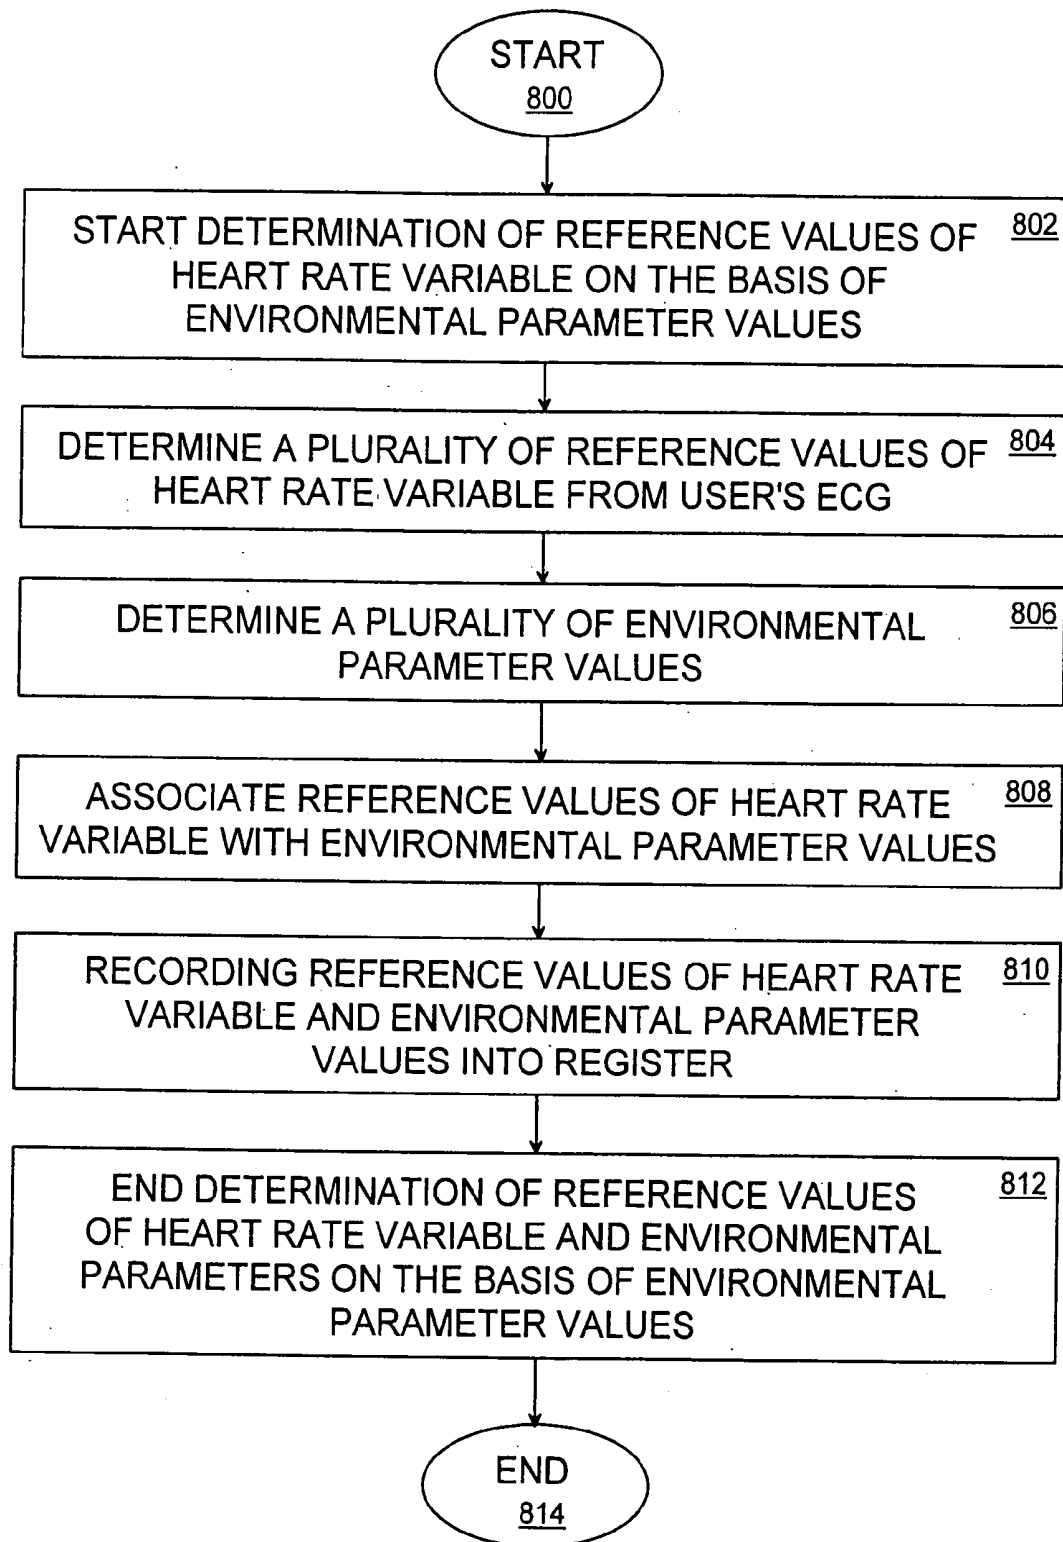 START
800
START DETERMINATION OF REFERENCE VALUES OF 802
HEART RATE VARIABLE ON THE BASIS OF
ENVIRONMENTAL PARAMETER VALUES
DETERMINE A PLURALITY OF REFERENCE VALUES OF 804
HEART RATE VARIABLE FROM USER'S ECG
DETERMINE A PLURALITY OF ENVIRONMENTAL 806
PARAMETER VALUES
ASSOCIATE REFERENCE VALUES OF HEART RATE 808
VARIABLE WITH ENVIRONMENTAL PARAMETER VALUES
RECORDING REFERENCE VALUES OF HEART RATE 810
VARIABLE AND ENVIRONMENTAL PARAMETER
VALUES INTO REGISTER
END DETERMINATION OF REFERENCE VALUES 812
OF HEART RATE VARIABLE AND ENVIRONMENTAL
PARAMETERS ON THE BASIS OF ENVIRONMENTAL
PARAMETER VALUES
END
814